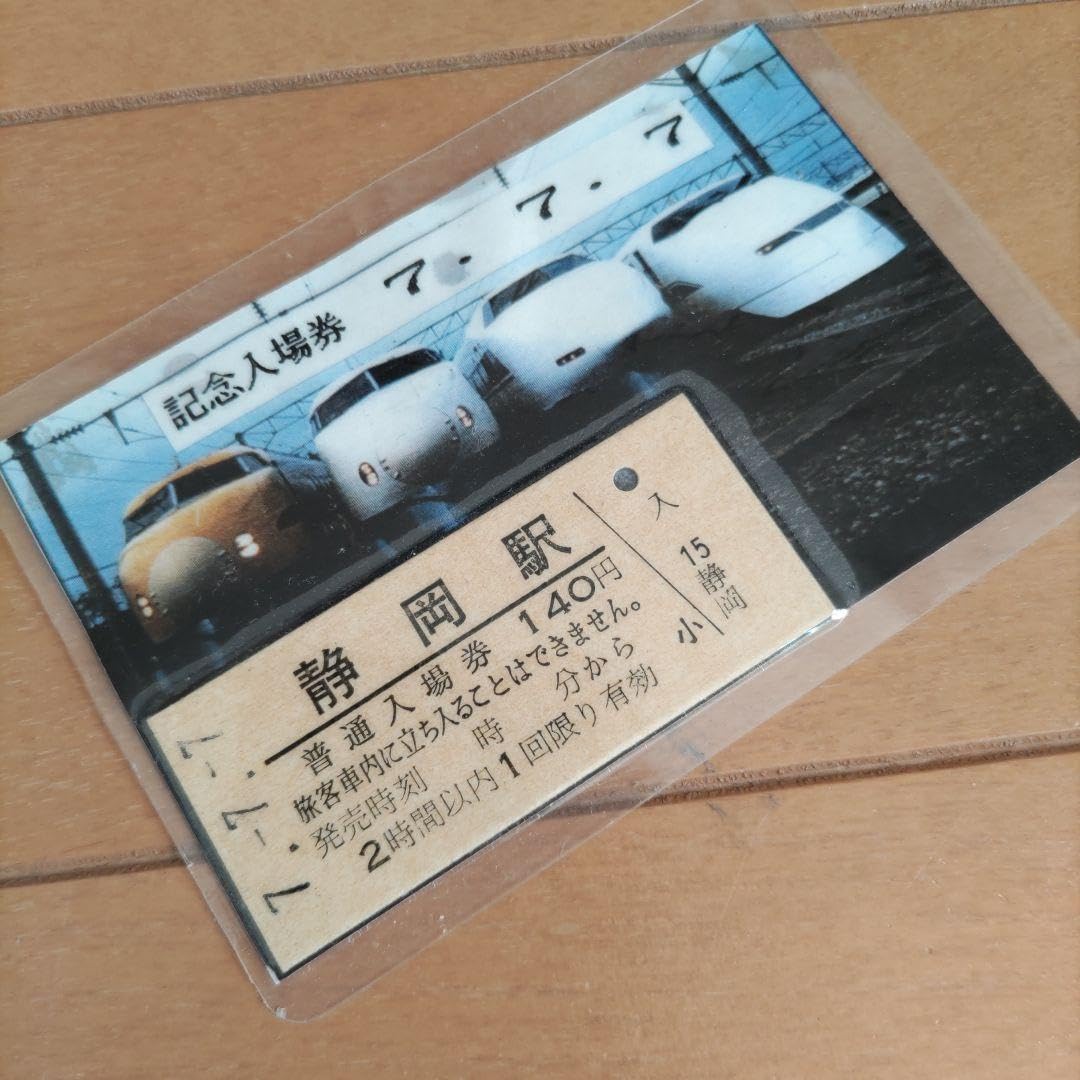 記念入場券 7.7.7
静岡駅
普通入場券 140円
旅客車内に立ち入ることはできません。
発売時刻 時 分から
2時間以内1回限り有効
7.-7.-7
入
小
15
静岡